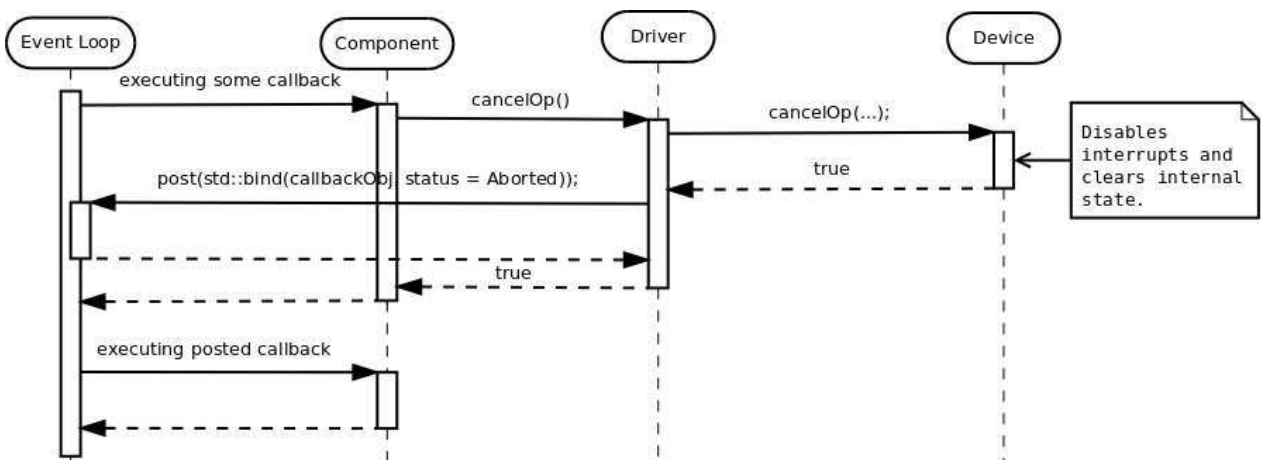 Event Loop
Component
Driver
Device
executing some callback
cancelOp()
cancelOp(...);
Disables
interrupts and
clears internal
state.
true
post(std::bind(callbackObj, status = Aborted));
true
executing posted callback